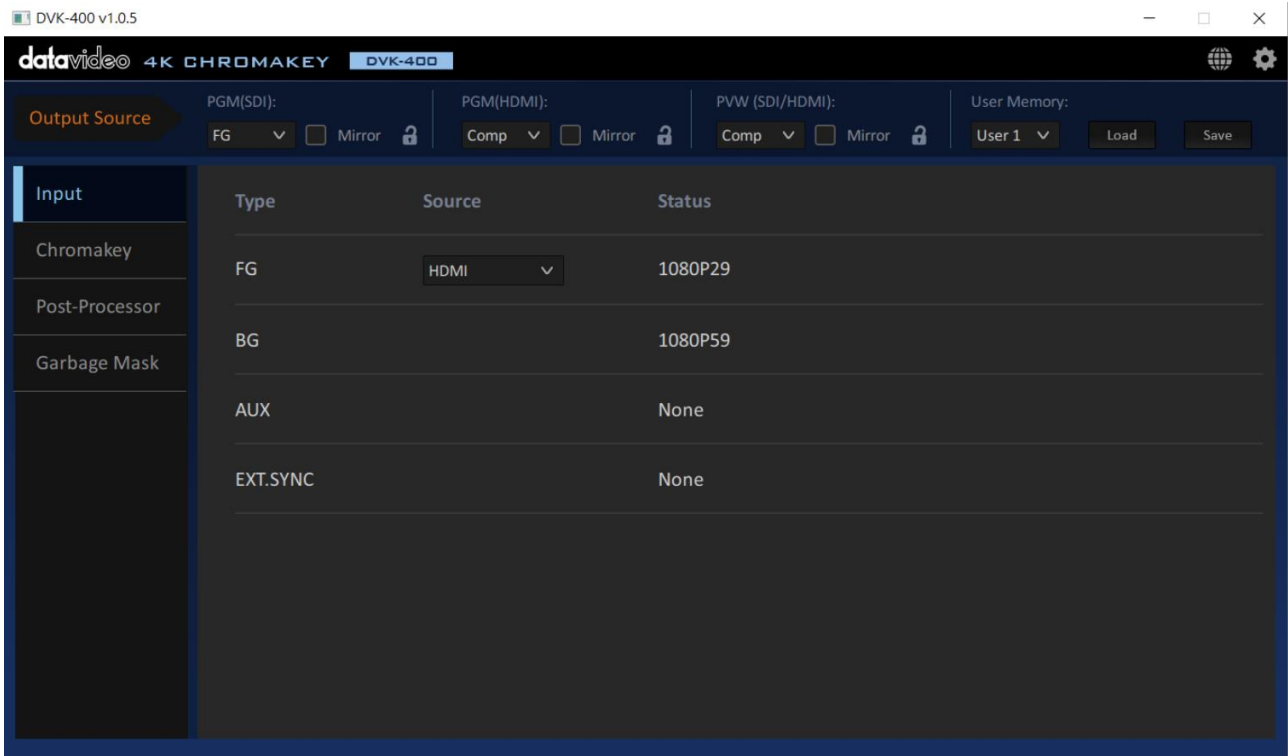 DVK-400 v1.0.5
datavideo 4K CHROMAKEY DVK-400
Output Source
PGM(SDI): PGM(HDMI): PVW (SDI/HDMI): User Memory:
FG Mirror Comp Mirror Comp Mirror User 1 Load Save
Input
Chromakey
Post-Processor
Garbage Mask
Type Source Status
FG HDMI 1080P29
BG 1080P59
AUX None
EXT.SYNC None